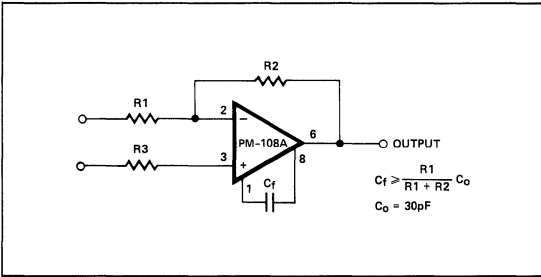 R2
R1
2
−
6
PM-108A
OUTPUT
R3
3
+
8
1
Cf
Cf ⩾ R1 / R1 + R2 Co
Co = 30pF